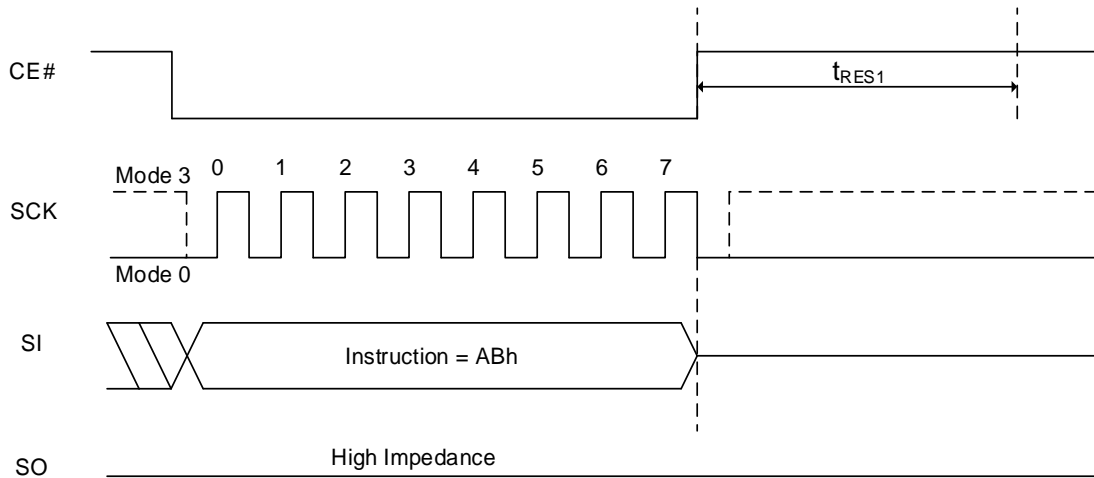 CE#
tRES1
Mode 3
0 1 2 3 4 5 6 7
SCK
Mode 0
SI
Instruction = ABh
High Impedance
SO